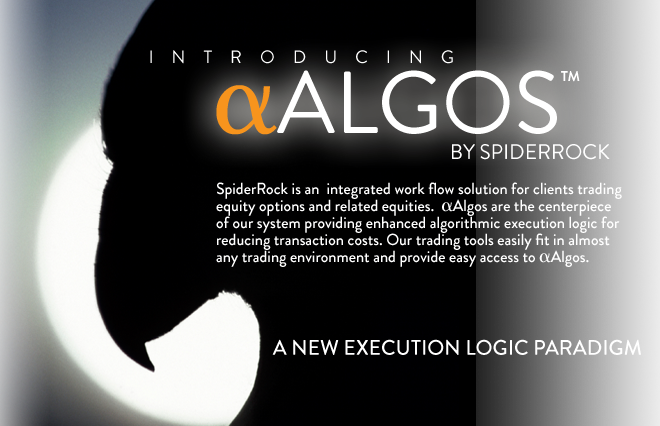 INTRODUCING
αALGOS™
BY SPIDERROCK
SpiderRock is an integrated work flow solution for clients trading
equity options and related equities. αAlgos are the centerpiece
of our system providing enhanced algorithmic execution logic for
reducing transaction costs. Our trading tools easily fit in almost
any trading environment and provide easy access to αAlgos.
A NEW EXECUTION LOGIC PARADIGM